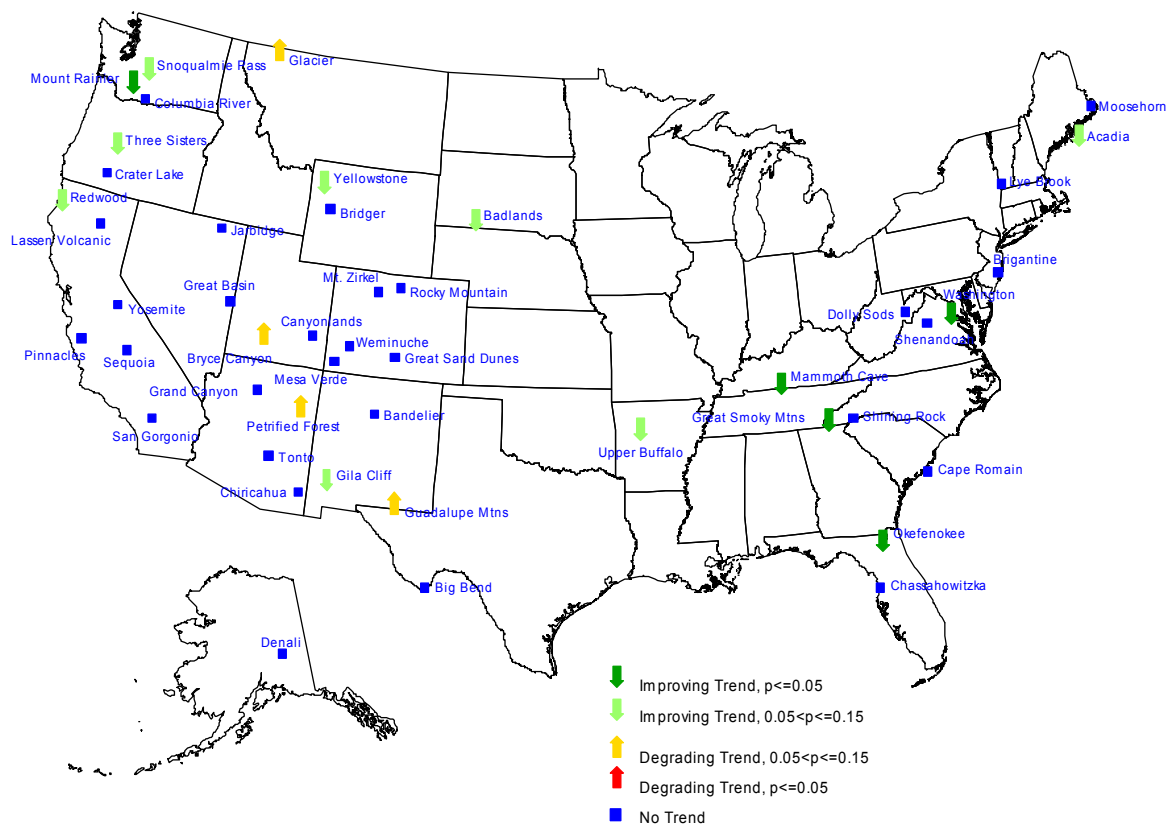 Glacier
Snoqualmie Pass
Mount Rainier
Columbia River
Moosehorn
Acadia
Three Sisters
Crater Lake
Yellowstone
Lye Brook
Redwood
Bridger
Badlands
Lassen Volcanic
Jarbidge
Brigantine
Mt. Zirkel
Great Basin
Rocky Mountain
Washington
Yosemite
Dolly Sods
Canyonlands
Shenandoah
Weminuche
Pinnacles
Sequoia
Bryce Canyon
Great Sand Dunes
Mesa Verde
Mammoth Cave
Grand Canyon
Bandelier
Great Smoky Mtns
Shining Rock
Petrified Forest
San Gorgonio
Upper Buffalo
Tonto
Cape Romain
Gila Cliff
Chiricahua
Guadalupe Mtns
Okefenokee
Big Bend
Chassahowitzka
Denali
Improving Trend, p<=0.05
Improving Trend, 0.05<p<=0.15
Degrading Trend, 0.05<p<=0.15
Degrading Trend, p<=0.05
No Trend